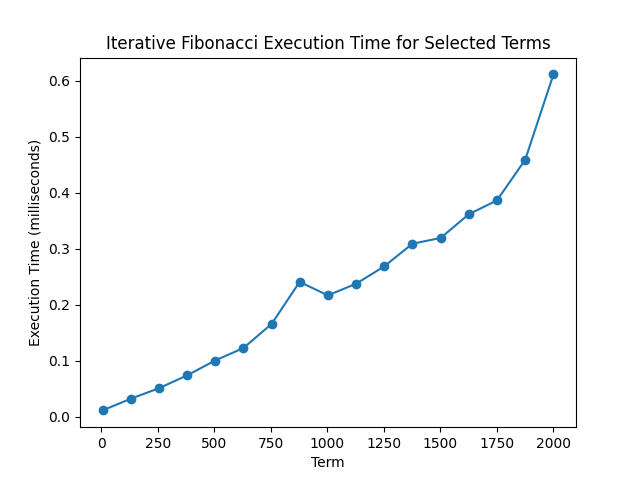 Iterative Fibonacci Execution Time for Selected Terms
Execution Time (milliseconds)
0.6
0.5
0.4
0.3
0.2
0.1
0.0
0 250 500 750 1000 1250 1500 1750 2000
Term